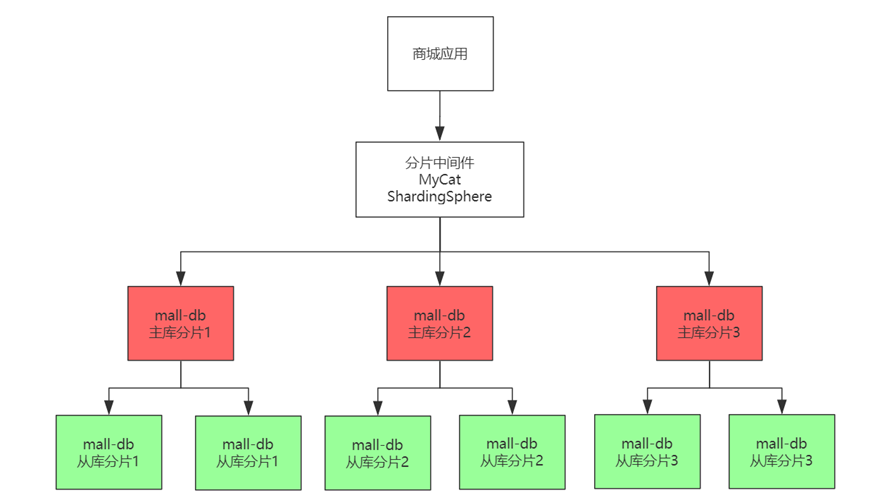 商城应用
分片中间件
MyCat
ShardingSphere
mall-db
主库分片1
mall-db
主库分片2
mall-db
主库分片3
mall-db
从库分片1
mall-db
从库分片1
mall-db
从库分片2
mall-db
从库分片2
mall-db
从库分片3
mall-db
从库分片3